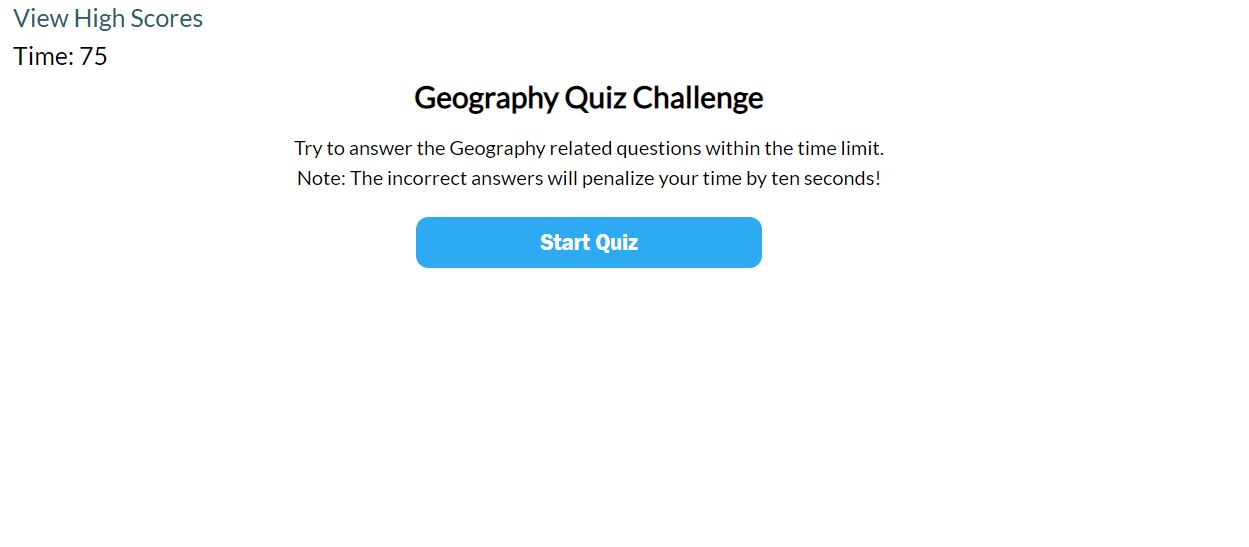 View High Scores
Time: 75
Geography Quiz Challenge
Try to answer the Geography related questions within the time limit.
Note: The incorrect answers will penalize your time by ten seconds!
Start Quiz